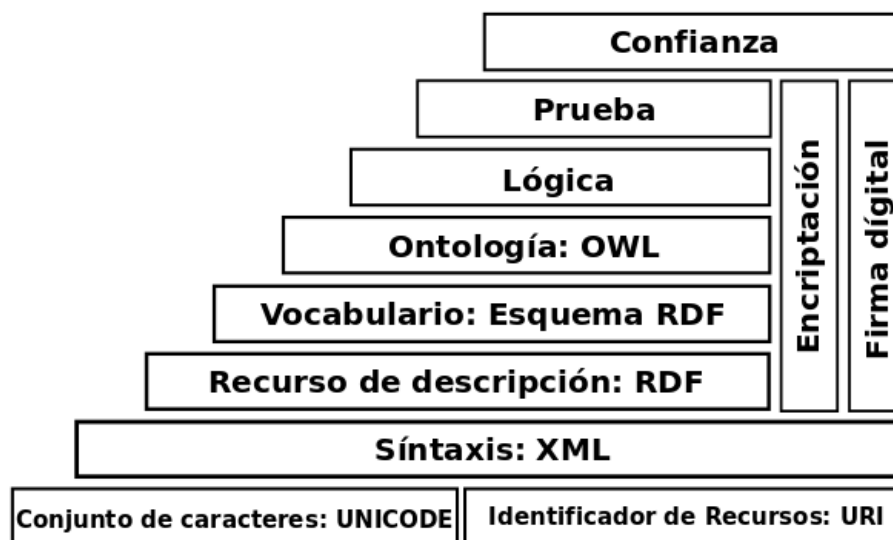 Confianza
Prueba
Lógica
Ontología: OWL
Vocabulario: Esquema RDF
Recurso de descripción: RDF
Encriptación
Firma dígital
Síntaxis: XML
Conjunto de caracteres: UNICODE
Identificador de Recursos: URI